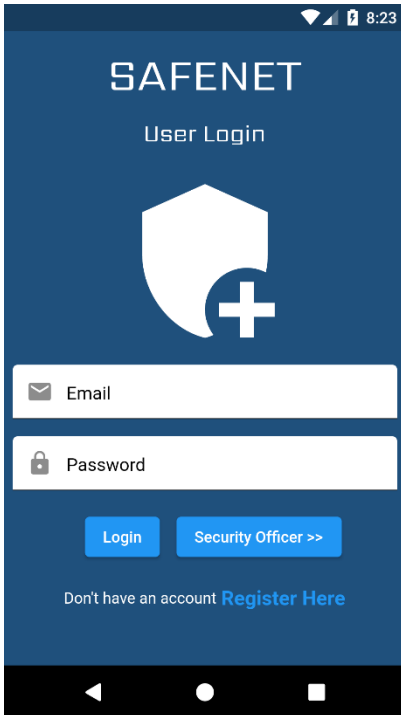 8:23
SAFENET
User Login
Email
Password
Login Security Officer >>
Don't have an account Register Here